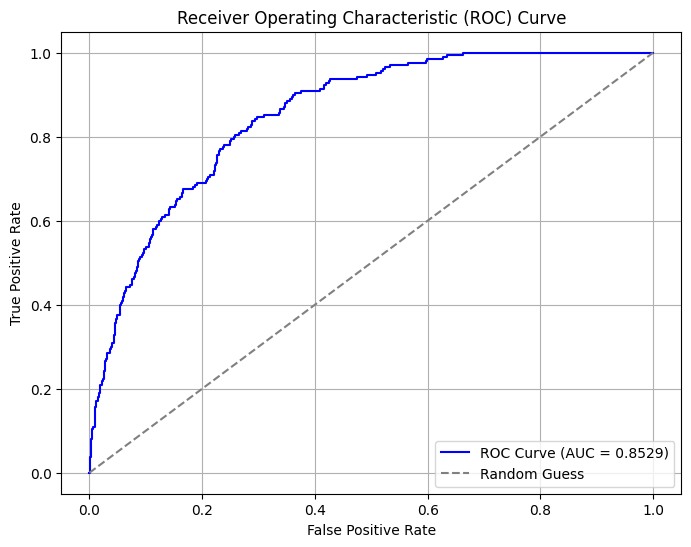 Receiver Operating Characteristic (ROC) Curve
1.0
0.8
0.6
0.4
0.2
0.0
True Positive Rate
ROC Curve (AUC = 0.8529)
Random Guess
0.0 0.2 0.4 0.6 0.8 1.0
False Positive Rate